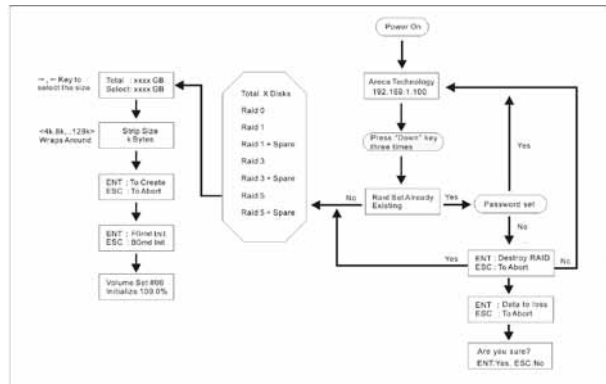 Power On
Areca Technology
192.169.1.100
Press "Down" key
three times
Raid Set Already
Existing
No
Yes
Password set
Yes
No
ENT : Destroy RAID
ESC : To Abort
Yes
No
ENT : Data to loss
ESC : To Abort
Are you sure?
ENT:Yes, ESC:No
Total X Disks
Raid 0
Raid 1
Raid 1 + Spare
Raid 3
Raid 3 + Spare
Raid 5
Raid 5 + Spare
Key to
select the size
Total : xxxx GB
Select: xxxx GB
<4k,8k,..128k>
Wraps Around
Strip Size
k Bytes
ENT : To Create
ESC : To Abort
ENT : FGrnd Init
ESC : BGrnd Init
Volume Set #00
Initialize 100.0%